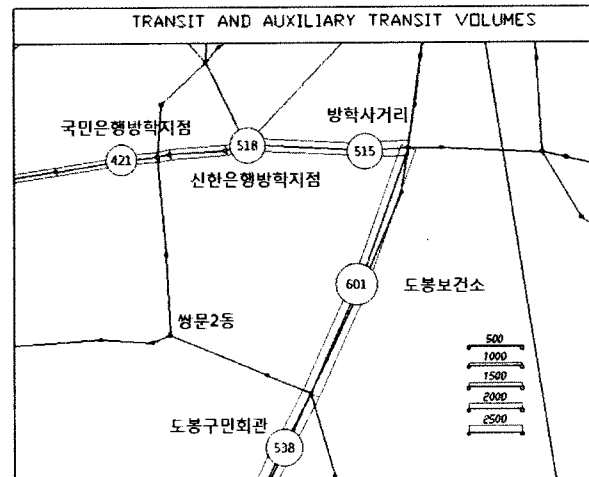 TRANSIT AND AUXILIARY TRANSIT VOLUMES
방학사거리
국민은행방학지점
421
518
515
신한은행방학지점
601
도봉보건소
쌍문2동
500
1000
1500
2000
2500
도봉구민회관
538